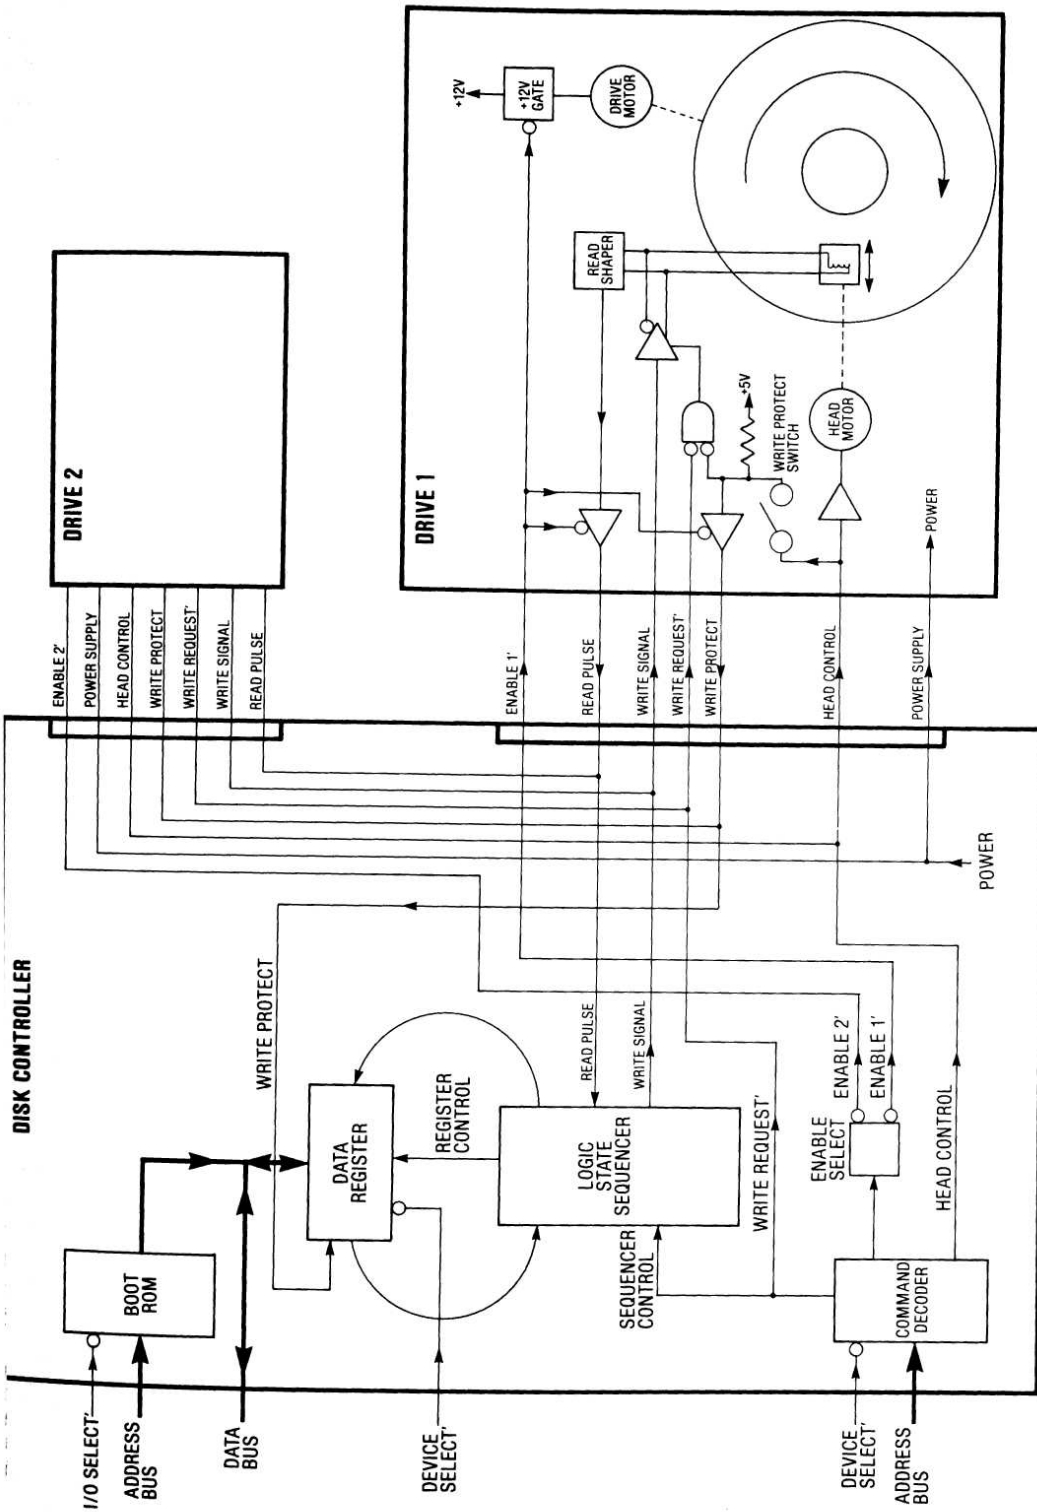 DISK CONTROLLER
I/O SELECT'
ADDRESS
BUS
BOOT
ROM
DATA
BUS
WRITE PROTECT
DATA
REGISTER
DEVICE
SELECT'
REGISTER
CONTROL
LOGIC
STATE
SEQUENCER
SEQUENCER
CONTROL
READ PULSE
WRITE SIGNAL
WRITE REQUEST'
DEVICE
SELECT'
ADDRESS
BUS
COMMAND
DECODER
ENABLE
SELECT
ENABLE 2'
ENABLE 1'
HEAD CONTROL
POWER
ENABLE 2'
POWER SUPPLY
HEAD CONTROL
WRITE PROTECT
WRITE REQUEST'
WRITE SIGNAL
READ PULSE
DRIVE 2
ENABLE 1'
READ PULSE
WRITE SIGNAL
WRITE REQUEST'
WRITE PROTECT
HEAD CONTROL
POWER SUPPLY
DRIVE 1
+12V
+12V
GATE
DRIVE
MOTOR
READ
SHAPER
+5V
WRITE PROTECT
SWITCH
HEAD
MOTOR
POWER